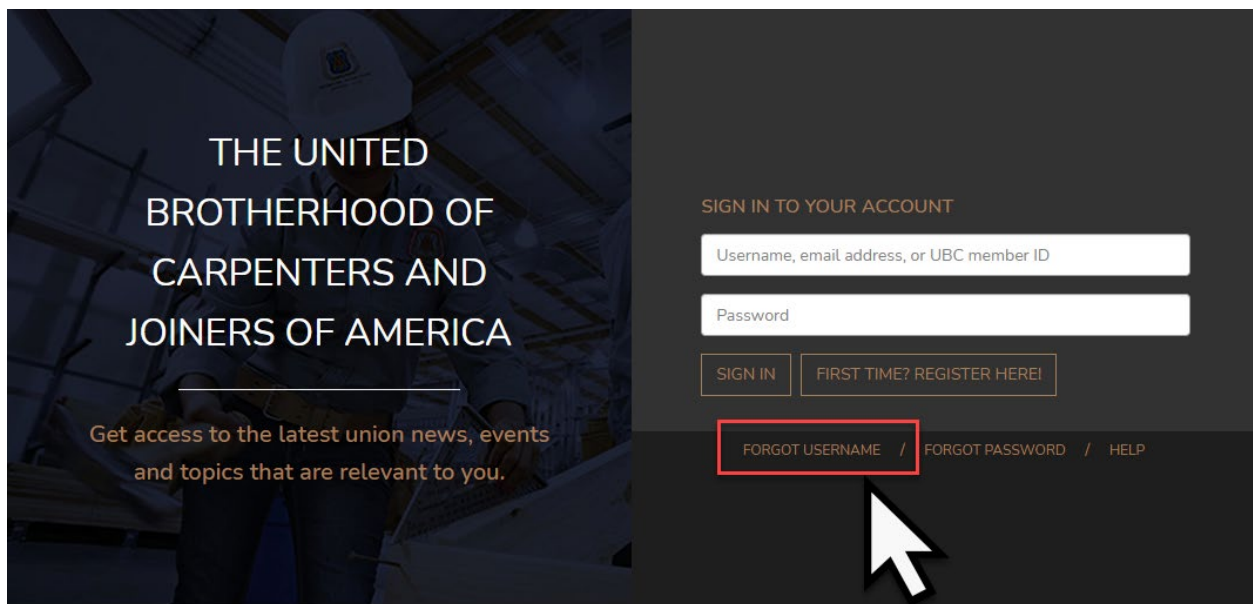 THE UNITED
BROTHERHOOD OF
CARPENTERS AND
JOINERS OF AMERICA
Get access to the latest union news, events
and topics that are relevant to you.
SIGN IN TO YOUR ACCOUNT
Username, email address, or UBC member ID
Password
SIGN IN FIRST TIME? REGISTER HERE!
FORGOT USERNAME / FORGOT PASSWORD / HELP